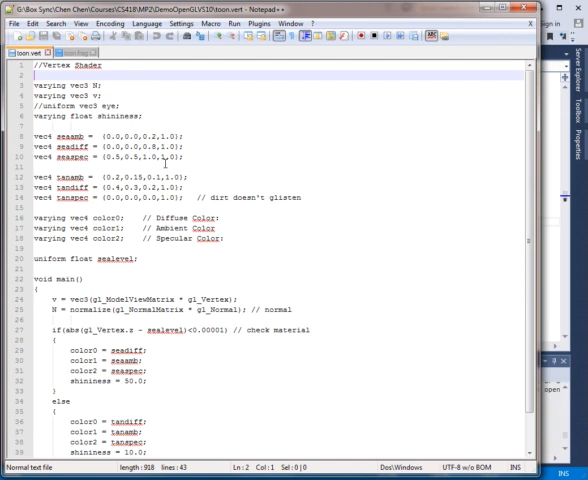 G:\Box Sync\Chen Chen\Courses\CS418\MP2\DemoOpenGLVS10\toon.vert - Notepad++
File Edit Search View Encoding Language Settings Macro Run Plugins Window ?
X
toon.vert toon.frag
1 //Vertex Shader
2
3 varying vec3 N;
4 varying vec3 v;
5 //uniform vec3 eye;
6 varying float shininess;
7
8 vec4 seaamb = {0.0,0.0,0.2,1.0};
9 vec4 seadiff = {0.0,0.0,0.8,1.0};
10 vec4 seaspec = {0.5,0.5,1.0,1.0};
11
12 vec4 tanamb = {0.2,0.15,0.1,1.0};
13 vec4 tandiff = {0.4,0.3,0.2,1.0};
14 vec4 tanspec = {0.0,0.0,0.0,1.0}; // dirt doesn't glisten
15
16 varying vec4 color0; // Diffuse Color:
17 varying vec4 color1; // Ambient Color
18 varying vec4 color2; // Specular Color:
19
20 uniform float sealevel;
21
22 void main()
23 {
24 v = vec3(gl_ModelViewMatrix * gl_Vertex);
25 N = normalize(gl_NormalMatrix * gl_Normal); // normal
26
27 if(abs(gl_Vertex.z - sealevel)<0.00001) // check material
28 {
29 color0 = seadiff;
30 color1 = seaamb;
31 color2 = seaspec;
32 shininess = 50.0;
33 }
34 else
35 {
36 color0 = tandiff;
37 color1 = tanamb;
38 color2 = tanspec;
39 shininess = 10.0;
Normal text file length : 918 lines : 43 Ln : 2 Col : 1 Sel : 0 | 0 Dos\Windows UTF-8 w/o BOM INS
Sign in
Server Explorer
Toolbox
Properties
open
INS